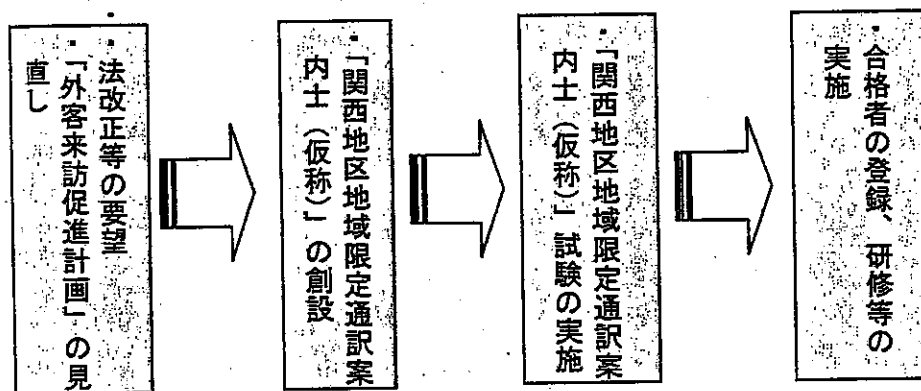 ・法改正等の要望
・「外客来訪促進計画」の見
直し
・「関西地区地域限定通訳案
内士（仮称）」の創設
・「関西地区地域限定通訳案
内士（仮称）」試験の実施
・合格者の登録、研修等の
実施